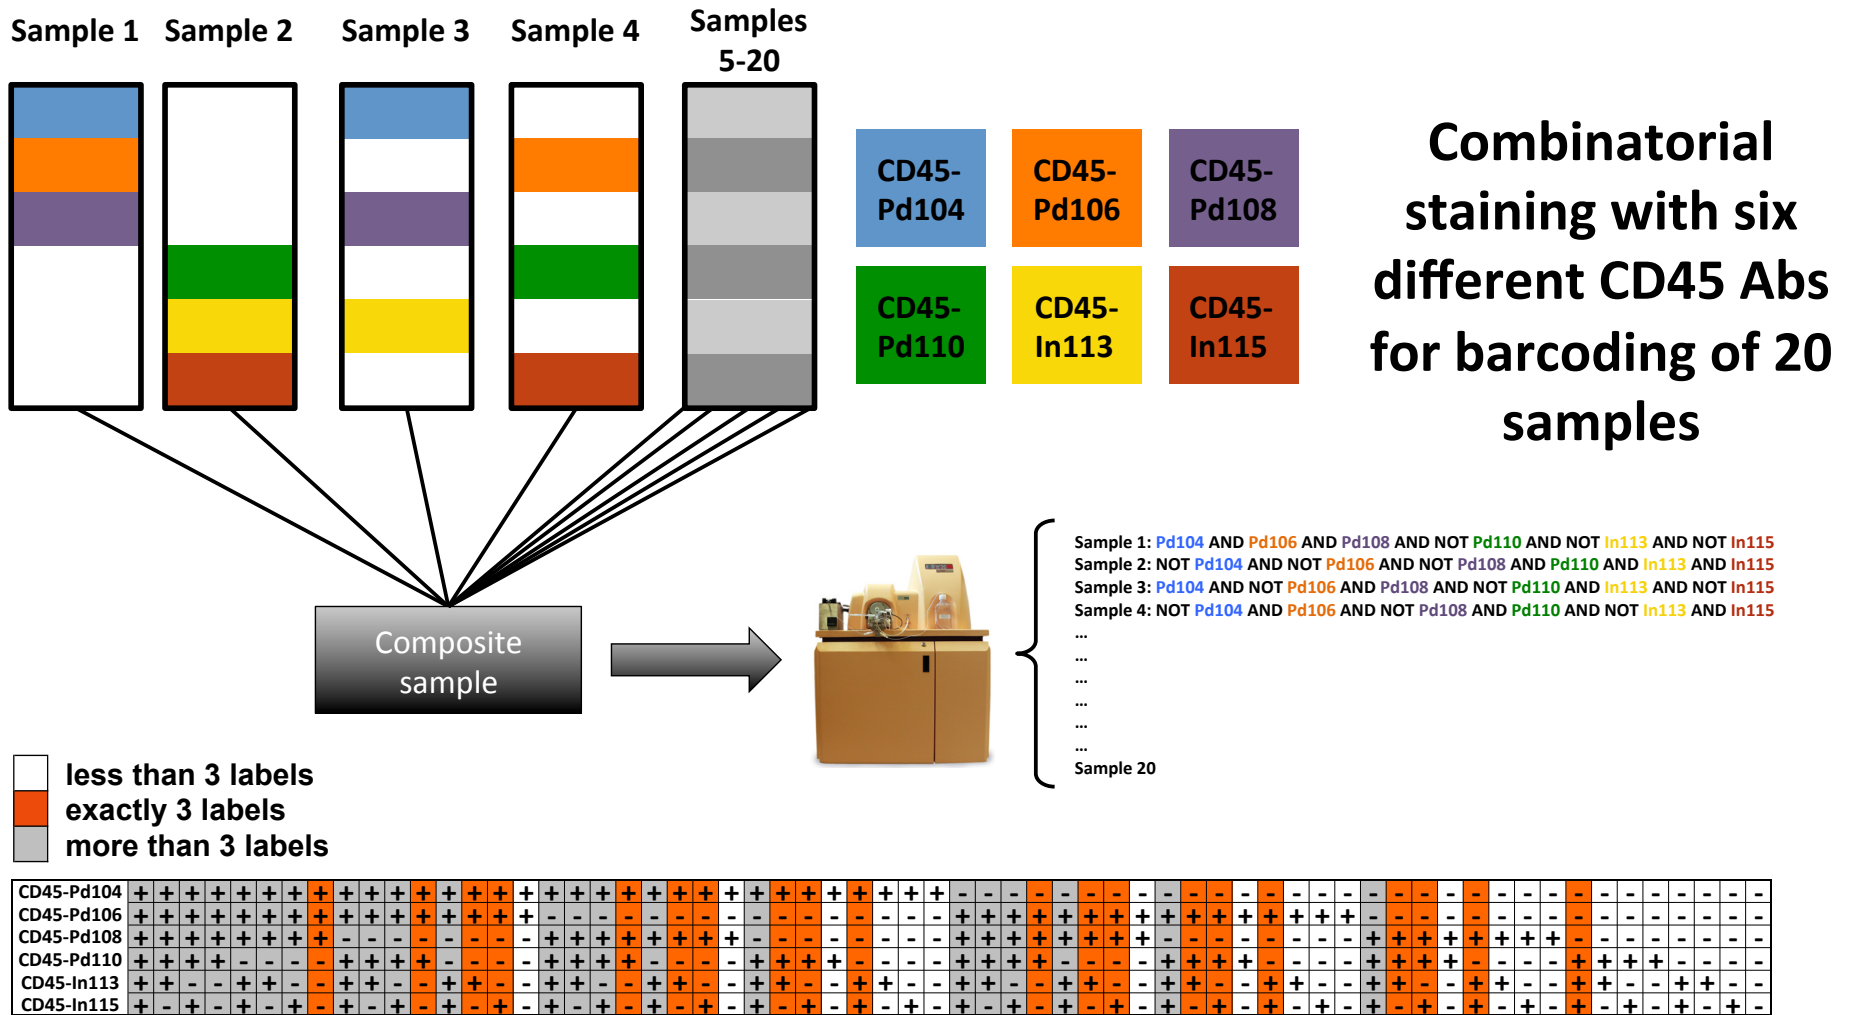 Sample 1 Sample 2 Sample 3 Sample 4 Samples
5-20
CD45-
Pd104
CD45-
Pd106
CD45-
Pd108
CD45-
Pd110
CD45-
In113
CD45-
In115
Combinatorial
staining with six
different CD45 Abs
for barcoding of 20
samples
Composite
sample
Sample 1: Pd104 AND Pd106 AND Pd108 AND NOT Pd110 AND NOT In113 AND NOT In115
Sample 2: NOT Pd104 AND NOT Pd106 AND NOT Pd108 AND Pd110 AND In113 AND In115
Sample 3: Pd104 AND NOT Pd106 AND Pd108 AND NOT Pd110 AND In113 AND NOT In115
Sample 4: NOT Pd104 AND Pd106 AND NOT Pd108 AND Pd110 AND NOT In113 AND In115
...
...
...
...
...
...
Sample 20
less than 3 labels
exactly 3 labels
more than 3 labels
CD45-Pd104 + + + + + + + + + + + + + + + + + + + + + + + + + + + + + + + + - - - - - - - - - - - - - - - - - - - - - - - - - - - - - - - -
CD45-Pd106 + + + + + + + + + + + + + + + + - - - - - - - - - - - - - - - - + + + + + + + + + + + + + + + + - - - - - - - - - - - - - - - -
CD45-Pd108 + + + + + + + + - - - - - - - - + + + + + + + + - - - - - - - - + + + + + + + + - - - - - - - - + + + + + + + + - - - - - - - -
CD45-Pd110 + + + + - - - - + + + + - - - - + + + + - - - - + + + + - - - - + + + + - - - - + + + + - - - - + + + + - - - - + + + + - - - -
CD45-In113 + + - - + + - - + + - - + + - - + + - - + + - - + + - - + + - - + + - - + + - - + + - - + + - - + + - - + + - - + + - - + + - -
CD45-In115 + - + - + - + - + - + - + - + - + - + - + - + - + - + - + - + - + - + - + - + - + - + - + - + - + - + - + - + - + - + - + - + -